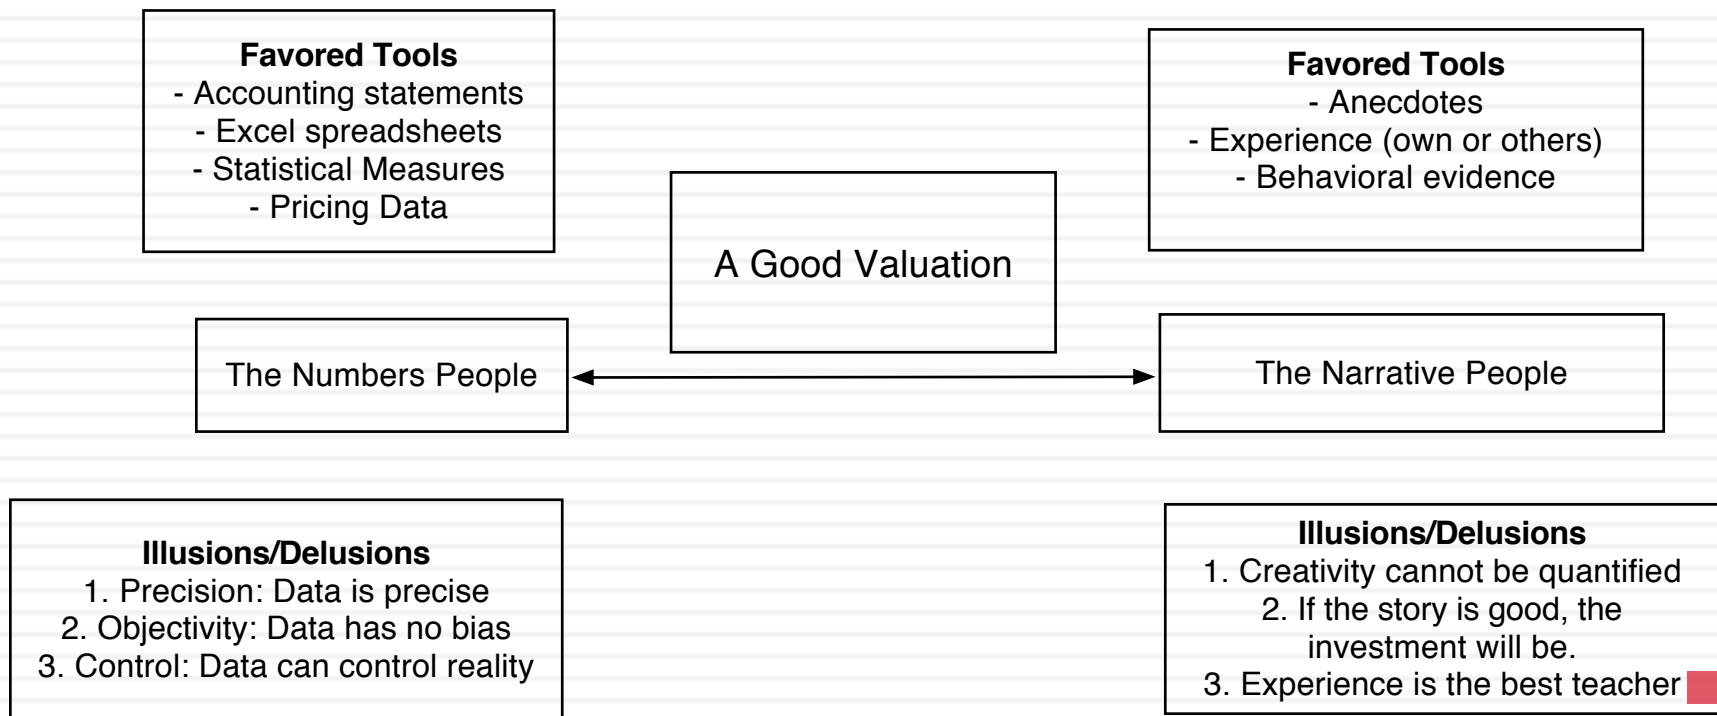 Favored Tools
- Accounting statements
- Excel spreadsheets
- Statistical Measures
- Pricing Data
Favored Tools
- Anecdotes
- Experience (own or others)
- Behavioral evidence
A Good Valuation
The Numbers People
The Narrative People
Illusions/Delusions
1. Precision: Data is precise
2. Objectivity: Data has no bias
3. Control: Data can control reality
Illusions/Delusions
1. Creativity cannot be quantified
2. If the story is good, the
investment will be.
3. Experience is the best teacher